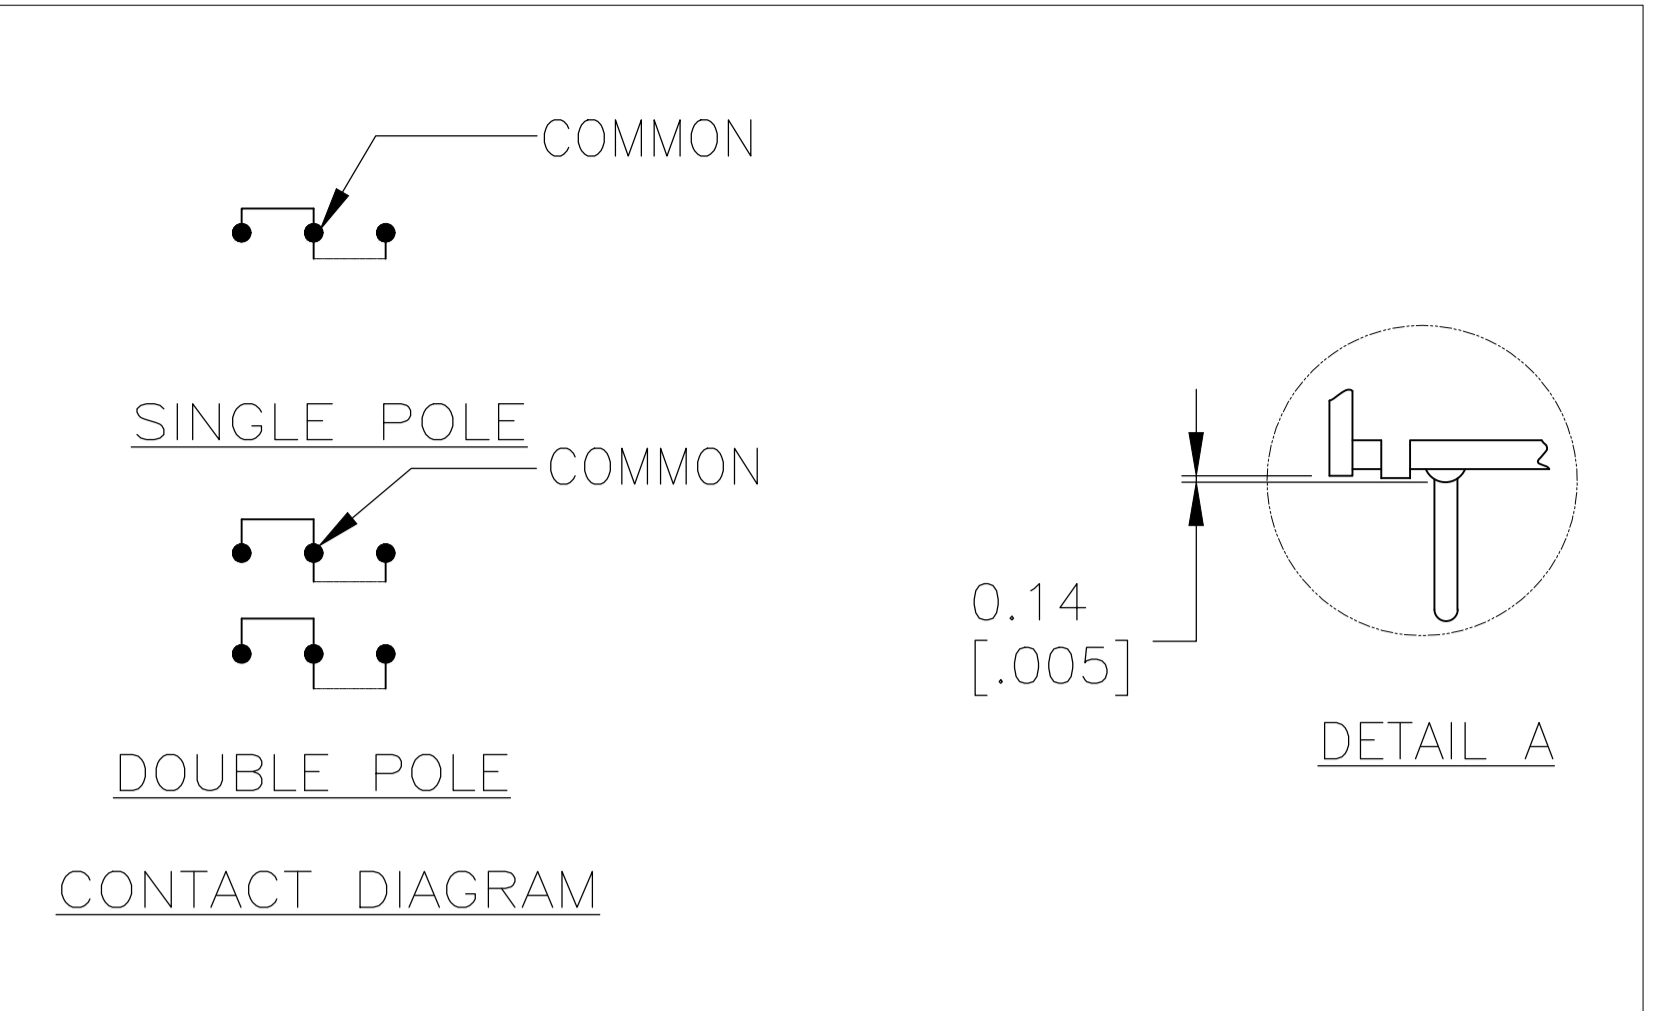 COMMON
SINGLE POLE
COMMON
DOUBLE POLE
CONTACT DIAGRAM
0.14
[.005]
DETAIL A